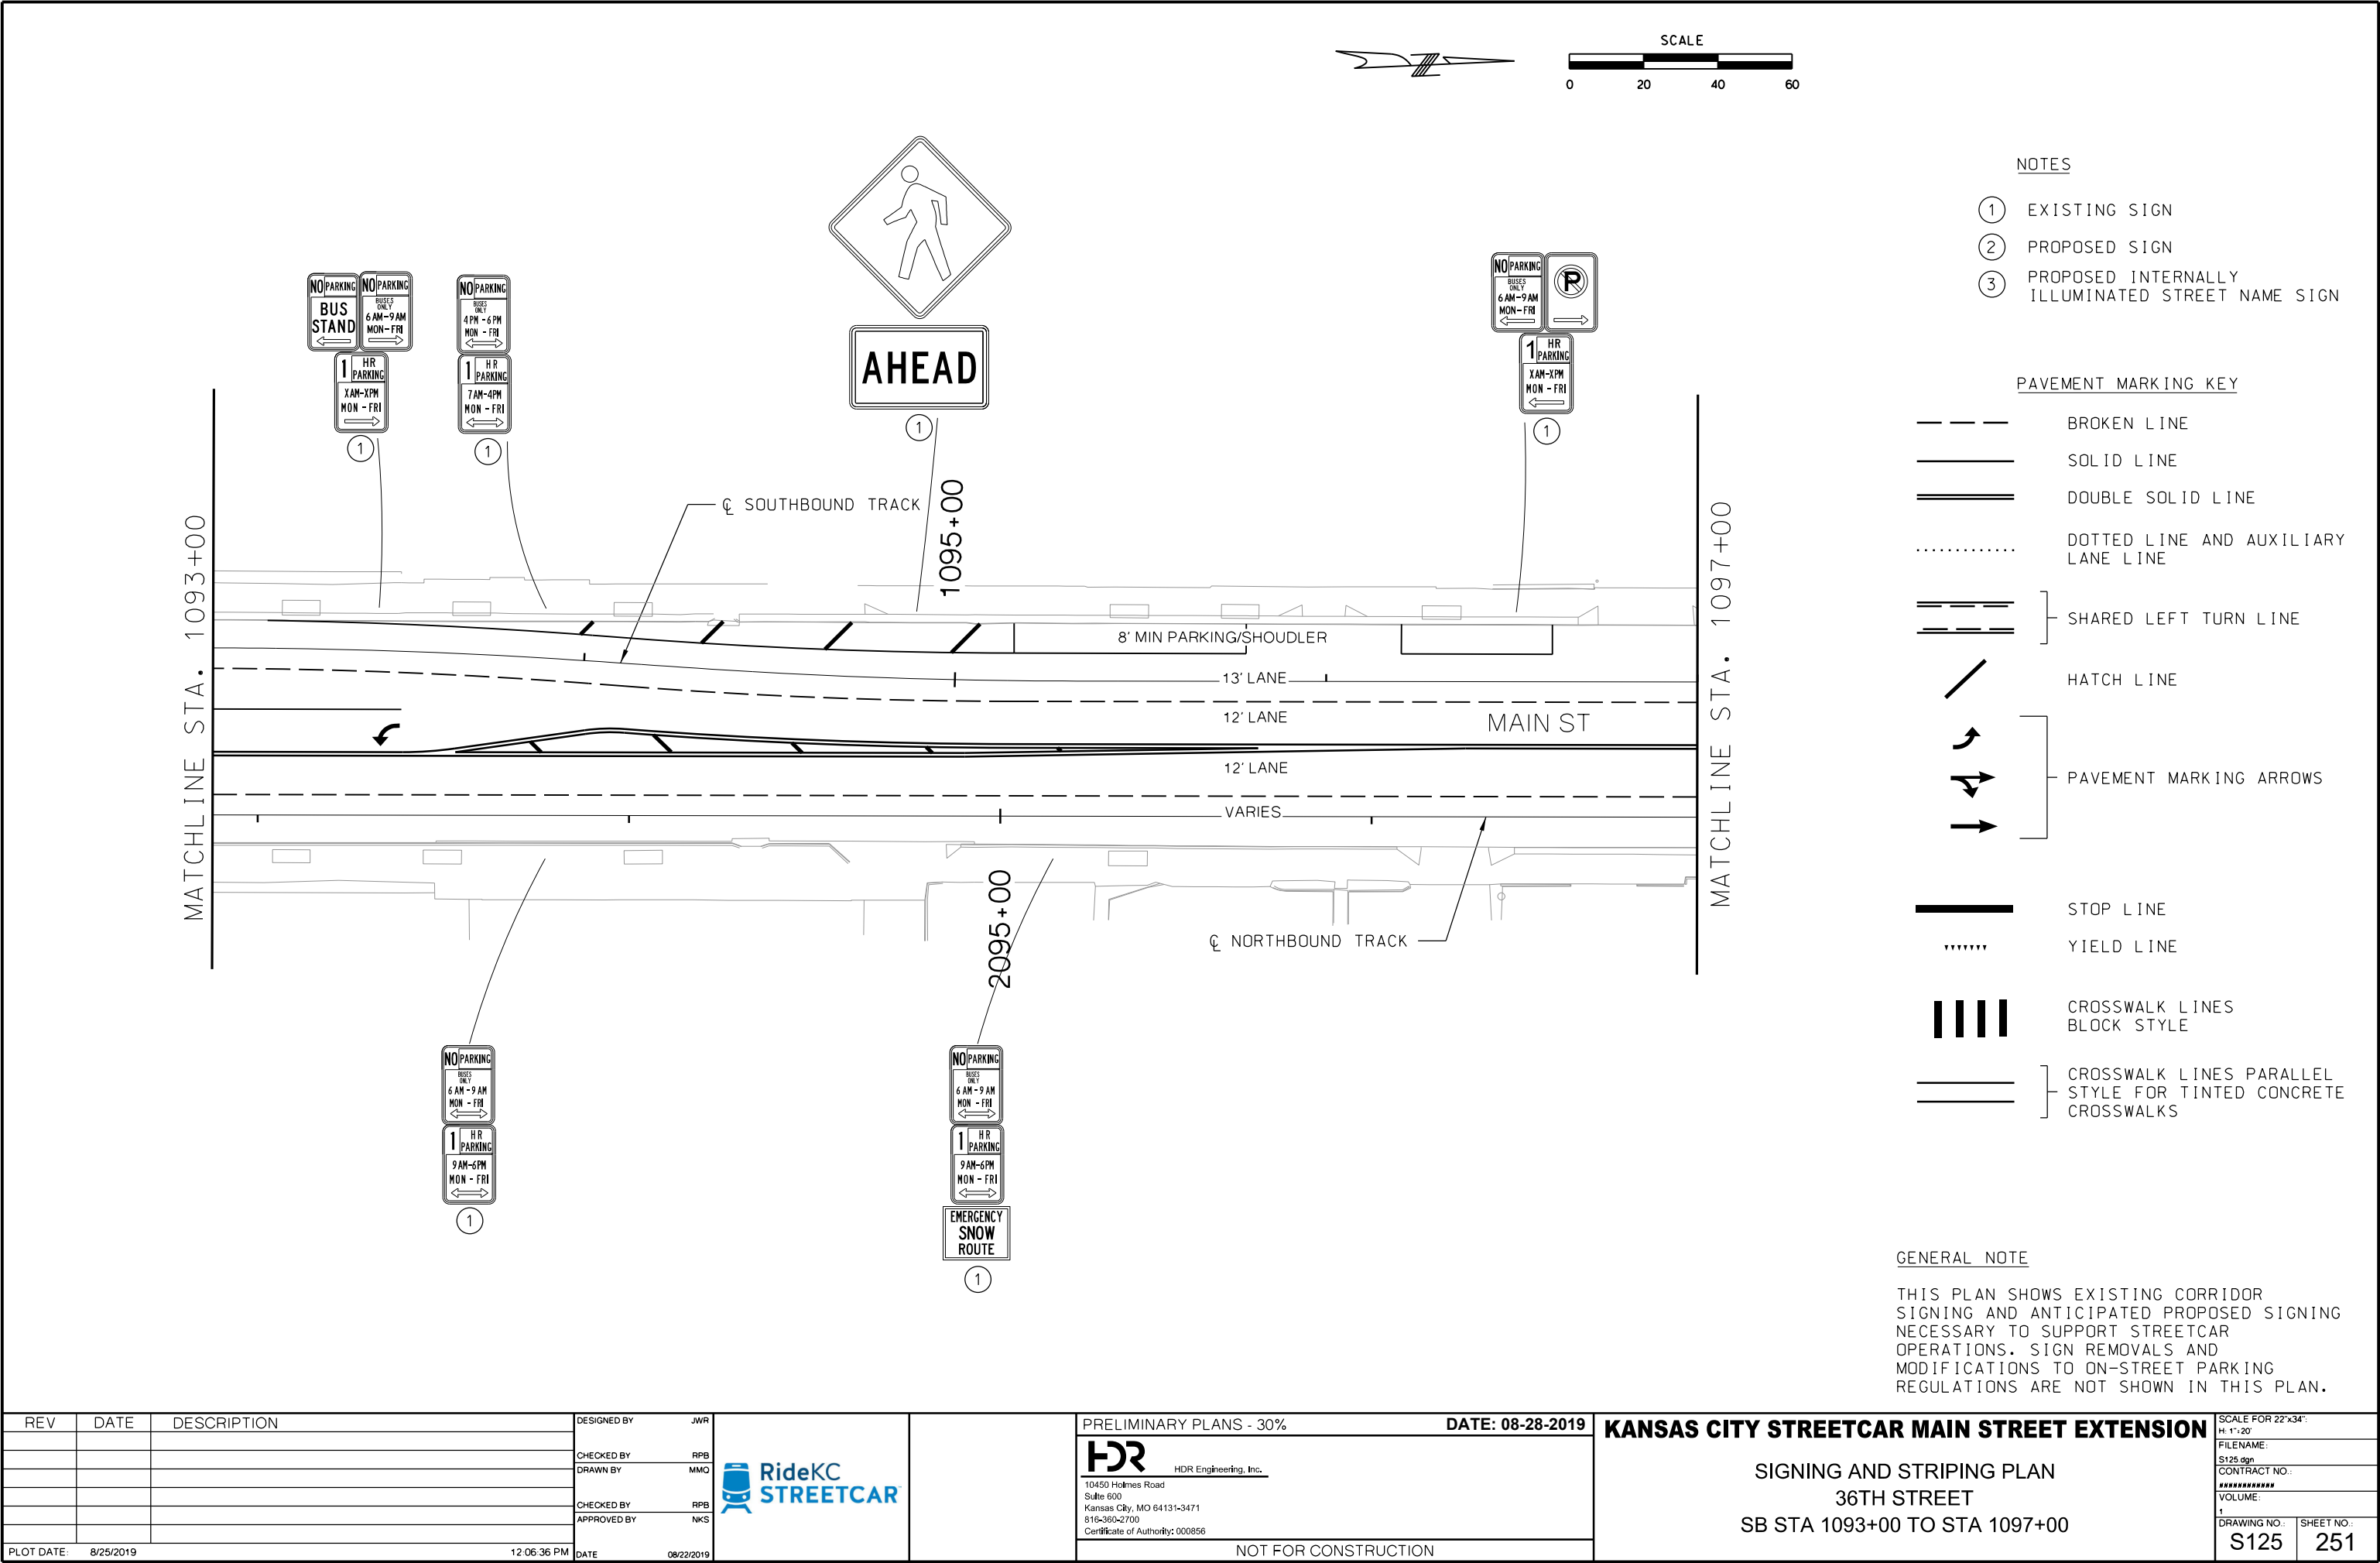 SCALE
0 20 40 60
NOTES
1 EXISTING SIGN
2 PROPOSED SIGN
3 PROPOSED INTERNALLY
ILLUMINATED STREET NAME SIGN
PAVEMENT MARKING KEY
BROKEN LINE
SOLID LINE
DOUBLE SOLID LINE
DOTTED LINE AND AUXILIARY
LANE LINE
SHARED LEFT TURN LINE
HATCH LINE
PAVEMENT MARKING ARROWS
STOP LINE
YIELD LINE
CROSSWALK LINES
BLOCK STYLE
CROSSWALK LINES PARALLEL
STYLE FOR TINTED CONCRETE
CROSSWALKS
GENERAL NOTE
THIS PLAN SHOWS EXISTING CORRIDOR
SIGNING AND ANTICIPATED PROPOSED SIGNING
NECESSARY TO SUPPORT STREETCAR
OPERATIONS. SIGN REMOVALS AND
MODIFICATIONS TO ON-STREET PARKING
REGULATIONS ARE NOT SHOWN IN THIS PLAN.
NO PARKING
BUS
STAND
NO PARKING
BUSES
ONLY
6 AM-9 AM
MON-FRI
1 HR
PARKING
XAM-XPM
MON - FRI
1
NO PARKING
BUSES
ONLY
4 PM - 6 PM
MON - FRI
1 HR
PARKING
7 AM-4PM
MON - FRI
1
AHEAD
1
NO PARKING
BUSES
ONLY
6 AM-9 AM
MON-FRI
P
1 HR
PARKING
XAM-XPM
MON - FRI
1
MATCHLINE STA. 1093+00
℄ SOUTHBOUND TRACK
1095+00
MATCHLINE STA. 1097+00
8' MIN PARKING/SHOUDLER
13' LANE
12' LANE
MAIN ST
12' LANE
VARIES
2095+00
℄ NORTHBOUND TRACK
NO PARKING
BUSES
ONLY
6 AM - 9 AM
MON - FRI
1 HR
PARKING
9 AM-6PM
MON - FRI
1
NO PARKING
BUSES
ONLY
6 AM - 9 AM
MON - FRI
1 HR
PARKING
9 AM-6PM
MON - FRI
EMERGENCY
SNOW
ROUTE
1
REV DATE DESCRIPTION
PLOT DATE: 8/25/2019 12:06:36 PM
DESIGNED BY JWR
CHECKED BY RPB
DRAWN BY MMQ
CHECKED BY RPB
APPROVED BY NKS
DATE 08/22/2019
RideKC
STREETCAR
PRELIMINARY PLANS - 30% DATE: 08-28-2019
HDR HDR Engineering, Inc.
10450 Holmes Road
Suite 600
Kansas City, MO 64131-3471
816-360-2700
Certificate of Authority: 000856
NOT FOR CONSTRUCTION
KANSAS CITY STREETCAR MAIN STREET EXTENSION
SIGNING AND STRIPING PLAN
36TH STREET
SB STA 1093+00 TO STA 1097+00
SCALE FOR 22"x34":
H: 1"=20'
FILENAME:
S125.dgn
CONTRACT NO.:
############
VOLUME:
1
DRAWING NO.: SHEET NO.:
S125 251